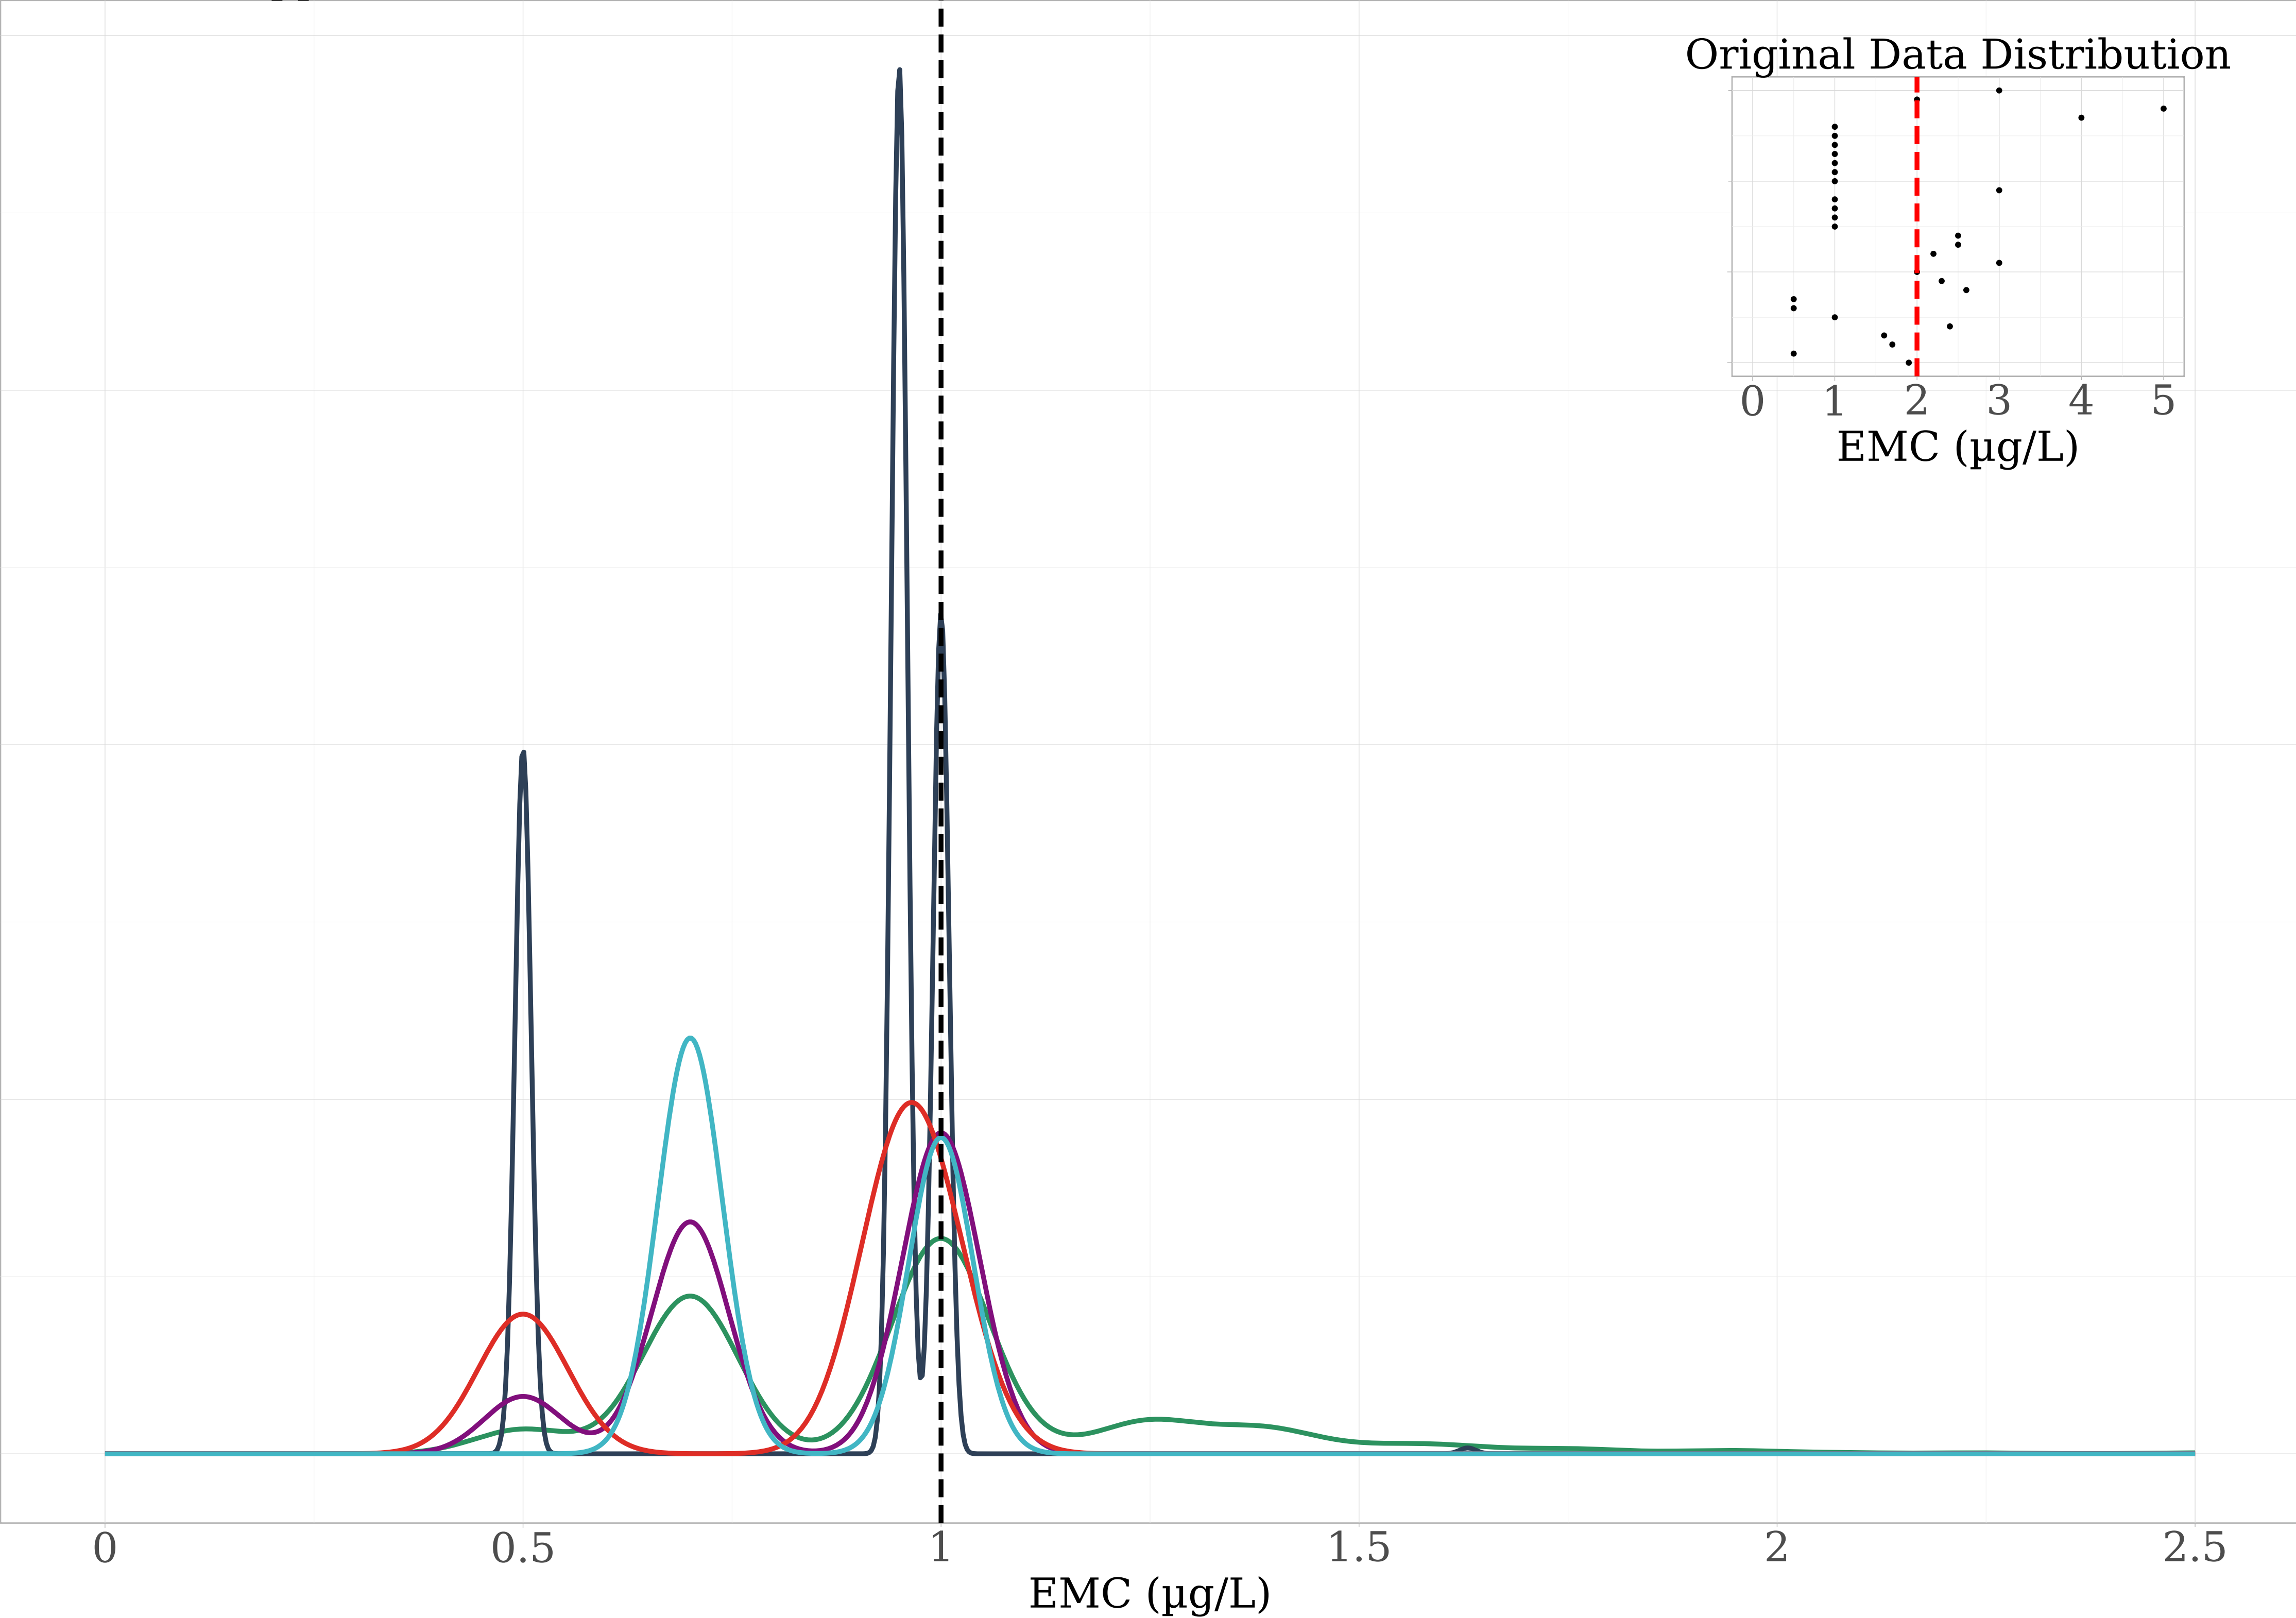 Original Data Distribution
0 1 2 3 4 5
EMC (µg/L)
0 0.5 1 1.5 2 2.5
EMC (µg/L)